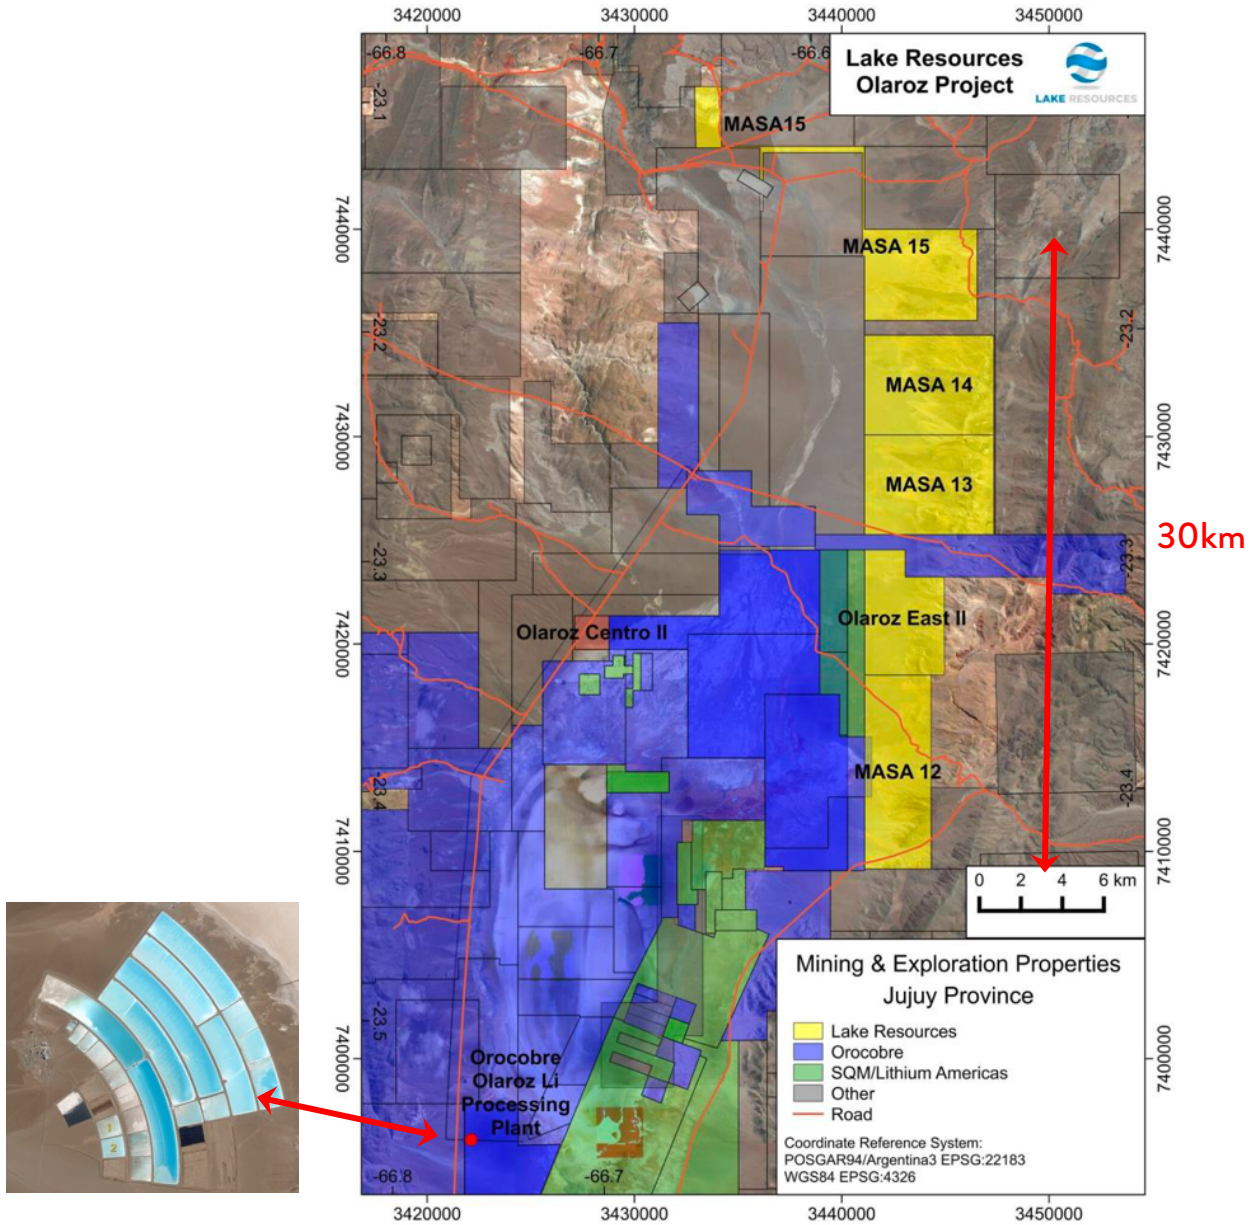 3420000 3430000 3440000 3450000
-66.8 -66.7 -66.6
Lake Resources
Olaroz Project
LAKE RESOURCES
-23.1
MASA15
7440000
MASA 15
7440000
-23.2
-23.2
MASA 14
7430000
MASA 13
7430000
30km
-23.3
-23.3
7420000
Olaroz Centro II
Olaroz East II
7420000
-23.4
MASA 12
-23.4
7410000
7410000
0 2 4 6 km
Mining & Exploration Properties
Jujuy Province
Lake Resources
Orocobre
SQM/Lithium Americas
Other
Road
Coordinate Reference System:
POSGAR94/Argentina3 EPSG:22183
WGS84 EPSG:4326
-23.5
7400000
7400000
Orocobre
Olaroz Li
Processing
Plant
1
2
-66.8 -66.7
3420000 3430000 3440000 3450000